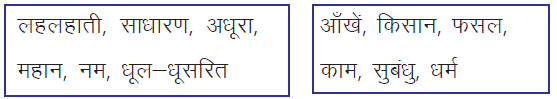 लहलहाती, साधारण, अधूरा,
महान, नम, धूल–धूसरित
आँखें, किसान, फसल,
काम, सुबंधु, धर्म